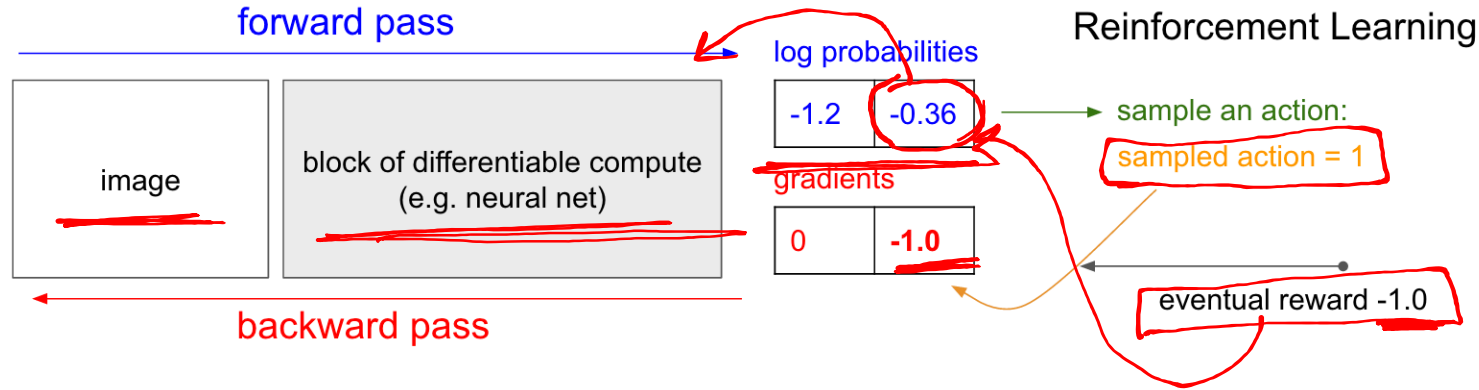 forward pass
Reinforcement Learning
log probabilities
-1.2
-0.36
sample an action:
sampled action = 1
image
block of differentiable compute
(e.g. neural net)
gradients
0
-1.0
eventual reward -1.0
backward pass